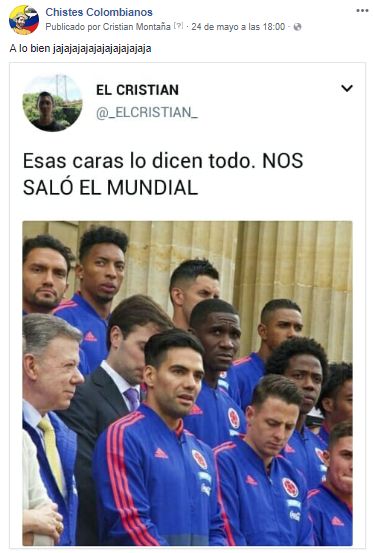 Chistes Colombianos
Publicado por Cristian Montaña [?] · 24 de mayo a las 18:00 ·
A lo bien jajajajajajajajajajaja
EL CRISTIAN
@_ELCRISTIAN_
Esas caras lo dicen todo. NOS
SALÓ EL MUNDIAL